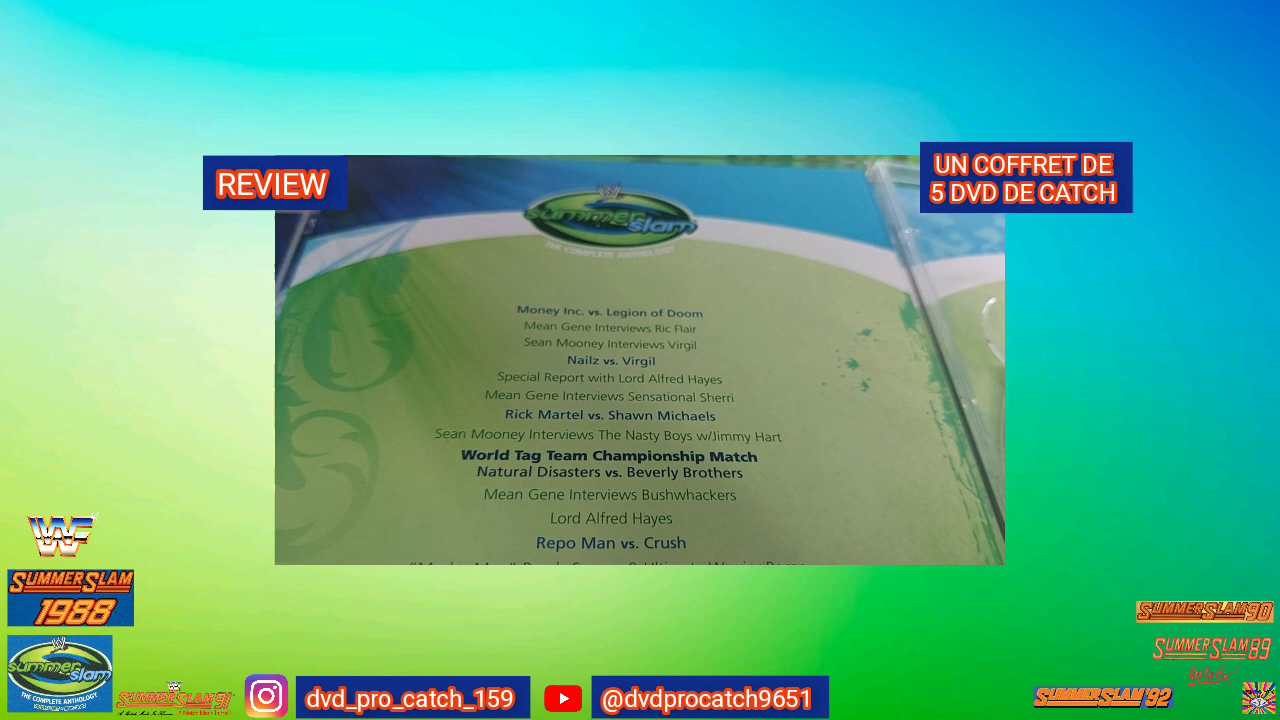 REVIEW
UN COFFRET DE
5 DVD DE CATCH
summer
slam
THE COMPLETE ANTHOLOGY
Money Inc. vs. Legion of Doom
Mean Gene Interviews Ric Flair
Sean Mooney Interviews Virgil
Nailz vs. Virgil
Special Report with Lord Alfred Hayes
Mean Gene Interviews Sensational Sherri
Rick Martel vs. Shawn Michaels
Sean Mooney Interviews The Nasty Boys w/Jimmy Hart
World Tag Team Championship Match
Natural Disasters vs. Beverly Brothers
Mean Gene Interviews Bushwhackers
Lord Alfred Hayes
Repo Man vs. Crush
SUMMERSLAM
1988
summer
slam
THE COMPLETE ANTHOLOGY
SUMMERSLAM 91
dvd_pro_catch_159
@dvdprocatch9651
SUMMERSLAM 90
SUMMERSLAM 89
SUMMERSLAM '92